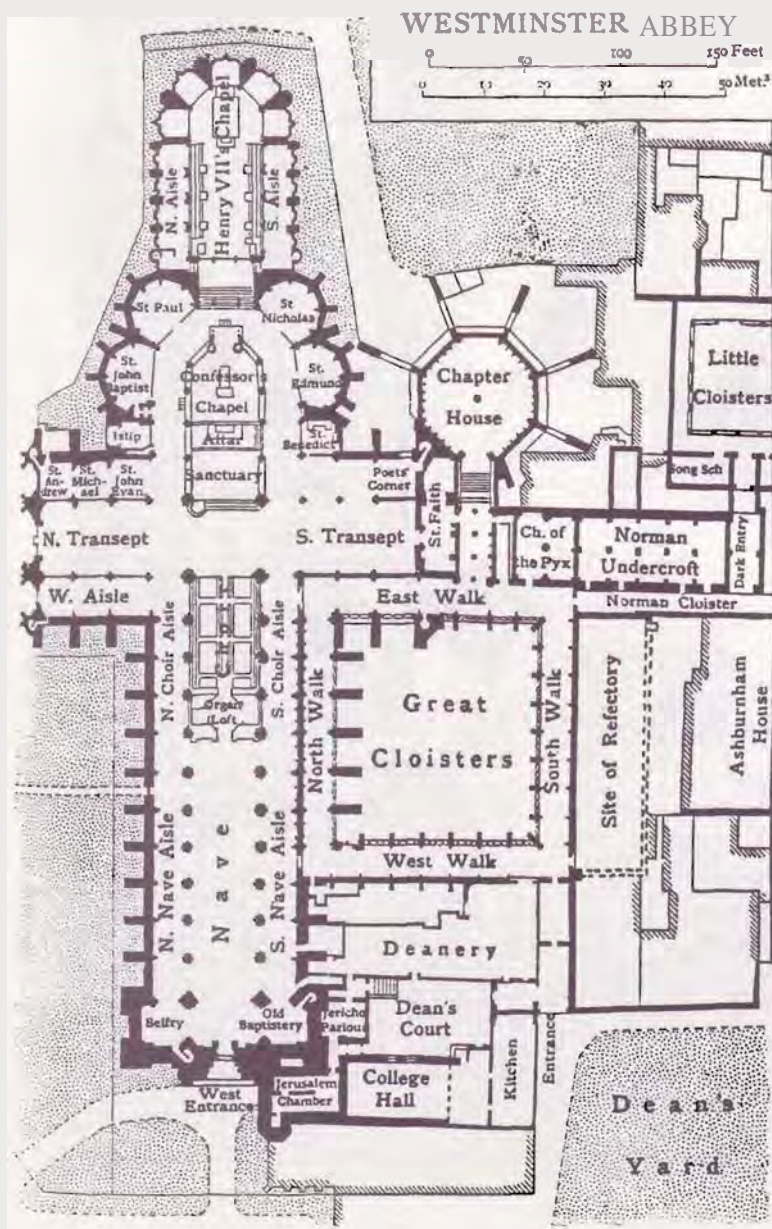 WESTMINSTER ABBEY
0 50 100 150 Feet
0 10 20 30 50 Met.s
Henry VII's Chapel
N. Aisle
S. Aisle
St Paul
St
Nicholas
St.
John
Baptist
Confessor's
Chapel
St.
Edmund
Islip
Altar
St.
Benedict
Sanctuary
St.
An-
drew
St.
Mich-
ael
St.
John
Evan.
Poets'
Corner
Chapter
House
Little
Cloisters
Song Sch
N. Transept
S. Transept
St. Faith
Ch. of
the Pyx
Norman
Undercroft
Dark Entry
W. Aisle
East Walk
Norman Cloister
N. Choir Aisle
S. Choir Aisle
Organ
Loft
North Walk
Great
Cloisters
South Walk
Site of Refectory
Ashburnham
House
N. Nave Aisle
Nave
S. Nave Aisle
West Walk
Deanery
Belfry
Old
Baptistery
Jericho
Parlour
Dean's
Court
Kitchen
Entrance
West
Entrance
Jerusalem
Chamber
College
Hall
Dean's
Yard